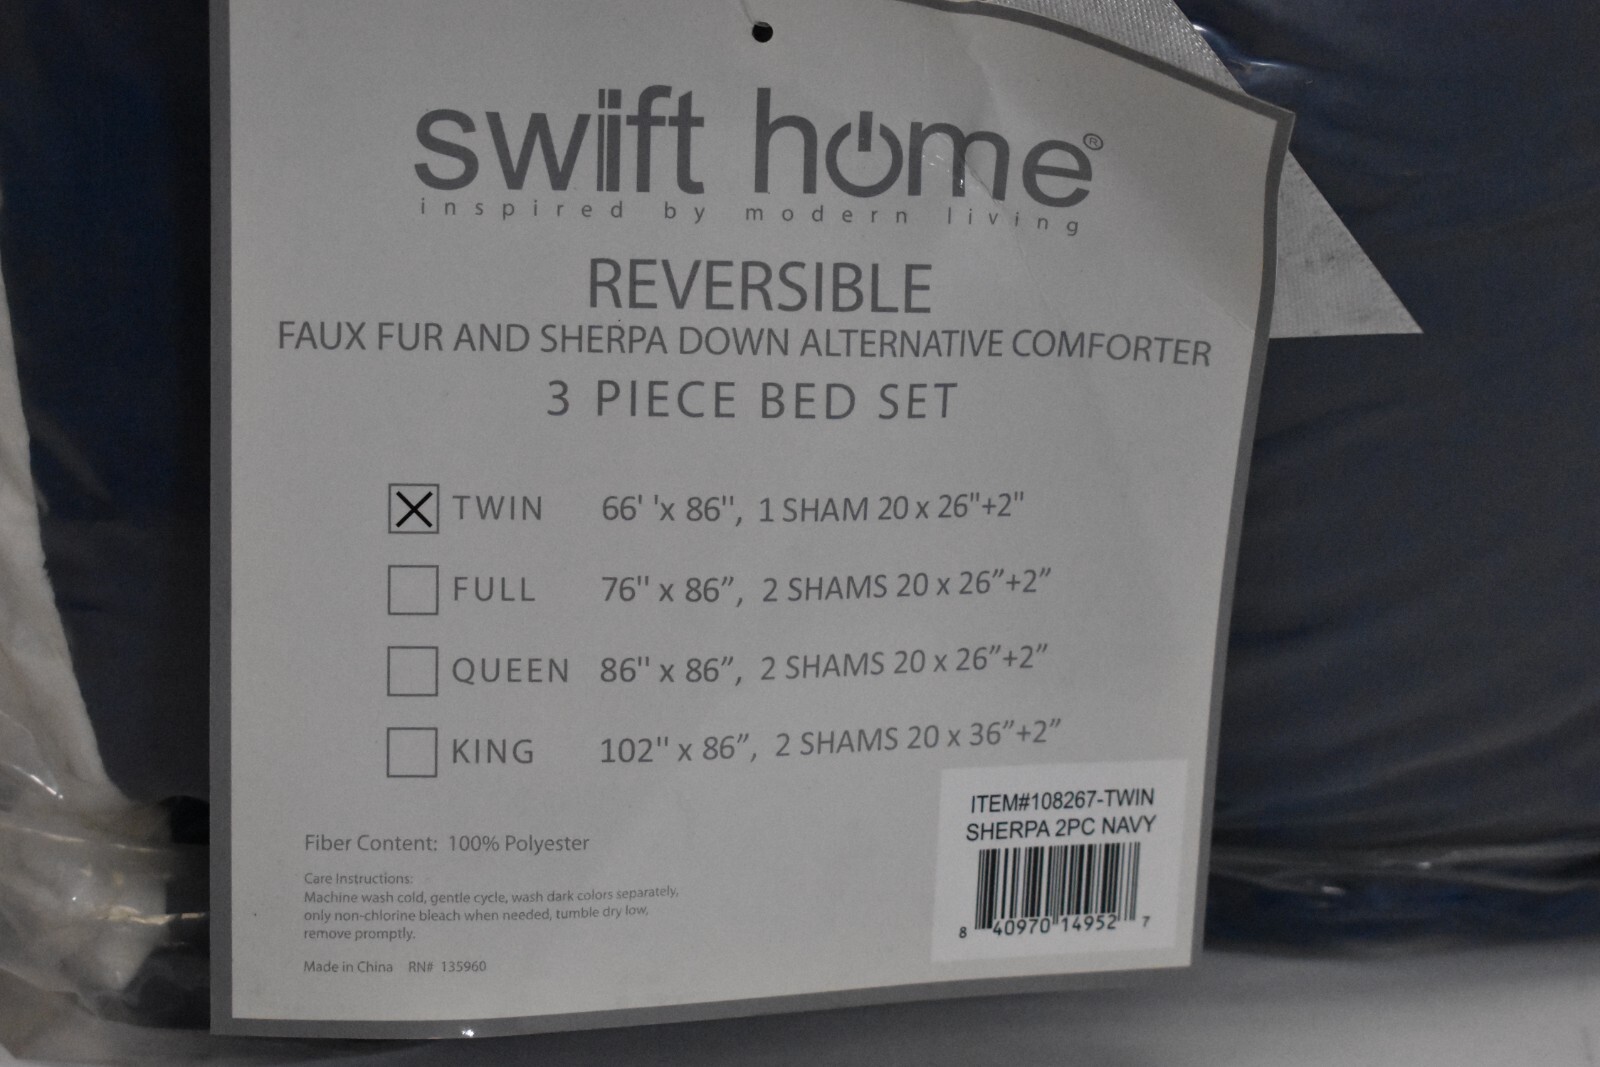 swift home®
inspired by modern living
REVERSIBLE
FAUX FUR AND SHERPA DOWN ALTERNATIVE COMFORTER
3 PIECE BED SET
TWIN 66' 'x 86", 1 SHAM 20 x 26"+2"
FULL 76" x 86”, 2 SHAMS 20 x 26”+2”
QUEEN 86" x 86”, 2 SHAMS 20 x 26”+2”
KING 102" x 86”, 2 SHAMS 20 x 36”+2”
ITEM#108267-TWIN
SHERPA 2PC NAVY
8 40970 14952 7
Fiber Content: 100% Polyester
Care Instructions:
Machine wash cold, gentle cycle, wash dark colors separately,
only non-chlorine bleach when needed, tumble dry low,
remove promptly.
Made in China RN# 135960